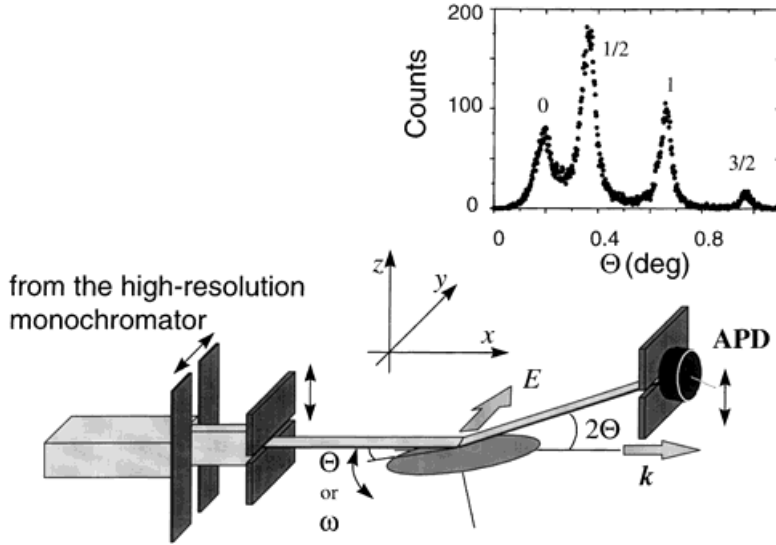 200
100
0
Counts
0
1/2
1
3/2
0
0.4
0.8
Θ (deg)
from the high-resolution
monochromator
z
y
x
E
APD
2Θ
k
Θ
or
ω